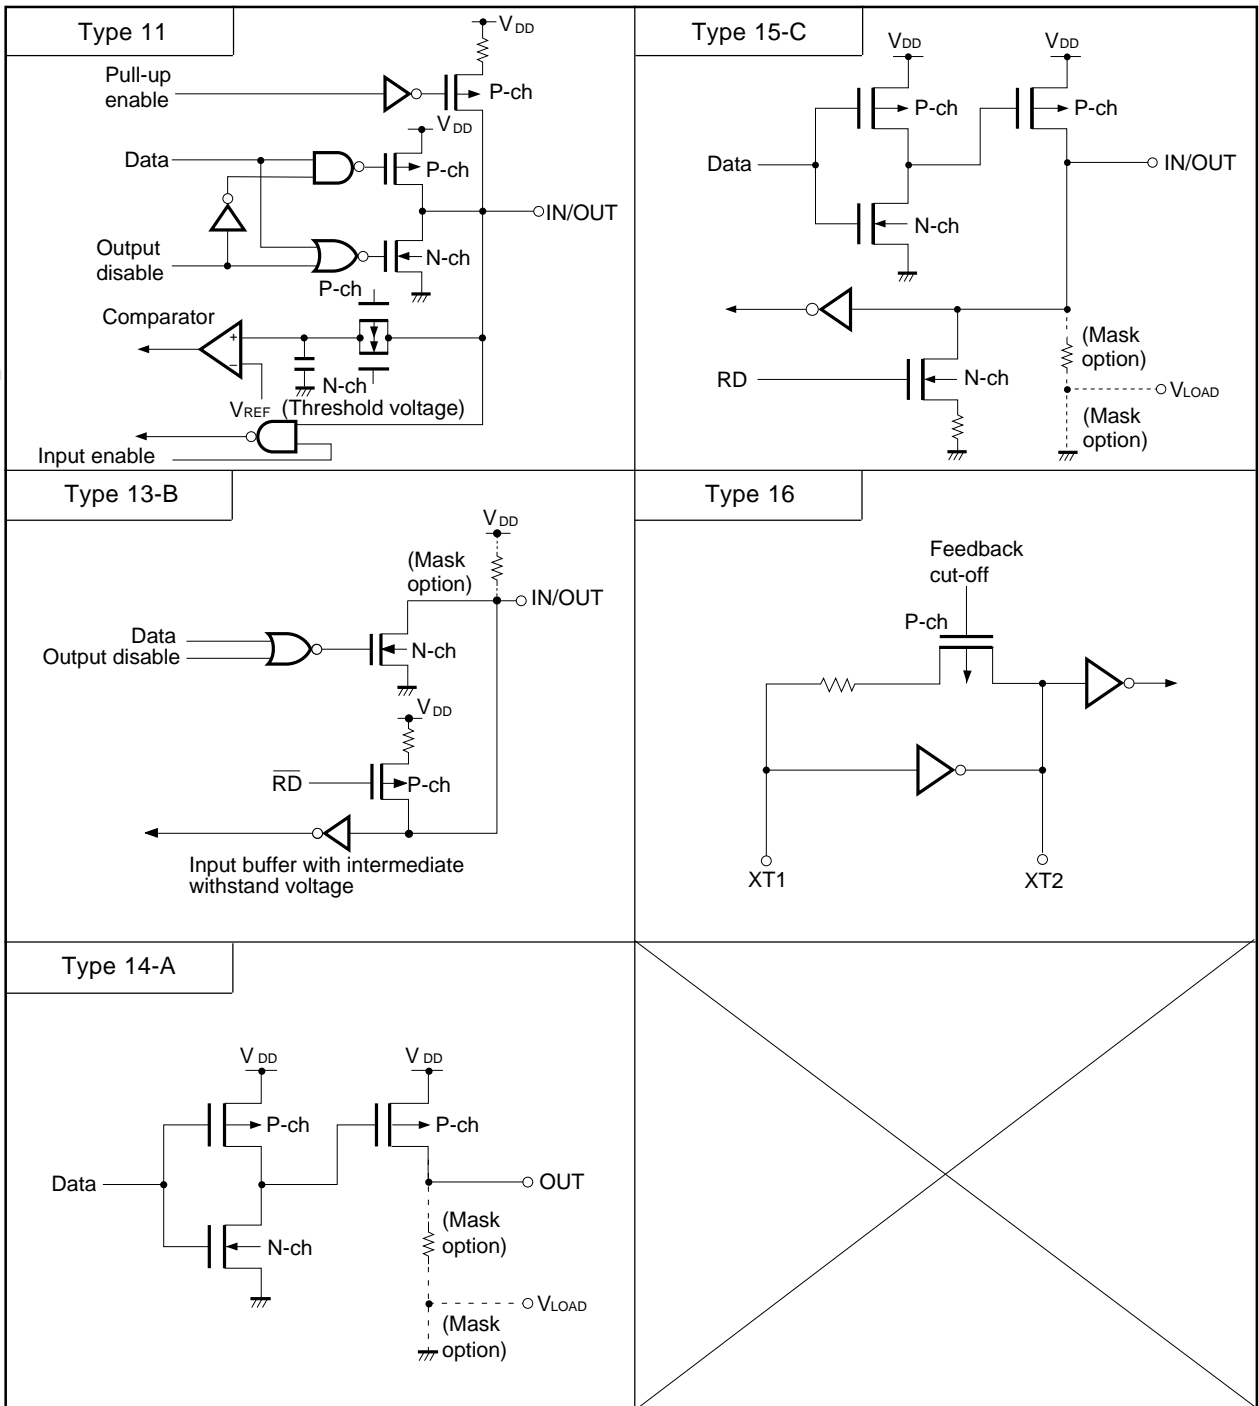 Type 11
VDD
Pull-up
enable
P-ch
VDD
Data
P-ch
IN/OUT
Output
disable
N-ch
P-ch
Comparator
+
−
N-ch
VREF (Threshold voltage)
Input enable
Type 15-C
VDD
VDD
P-ch
P-ch
Data
IN/OUT
N-ch
(Mask
option)
RD
N-ch
VLOAD
(Mask
option)
Type 13-B
VDD
(Mask
option)
IN/OUT
Data
Output disable
N-ch
VDD
R̅D̅
P-ch
Input buffer with intermediate
withstand voltage
Type 16
Feedback
cut-off
P-ch
XT1
XT2
Type 14-A
VDD
VDD
P-ch
P-ch
Data
OUT
N-ch
(Mask
option)
VLOAD
(Mask
option)